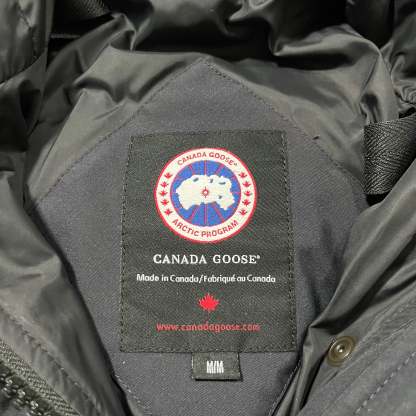 CANADA GOOSE®
ARCTIC PROGRAM
CANADA GOOSE®
Made in Canada/Fabriqué au Canada
www.canadagoose.com
M/M